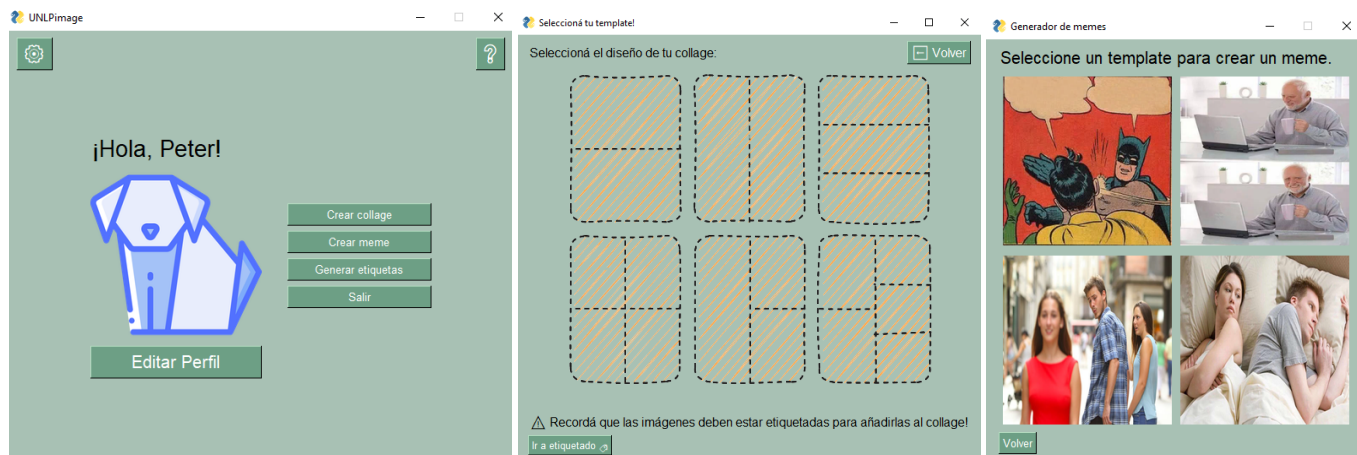 UNLPimage
¡Hola, Peter!
Crear collage
Crear meme
Generar etiquetas
Salir
Editar Perfil
Seleccioná tu template!
Seleccioná el diseño de tu collage:
Volver
Recordá que las imágenes deben estar etiquetadas para añadirlas al collage!
Ir a etiquetado
Generador de memes
Seleccione un template para crear un meme.
Volver